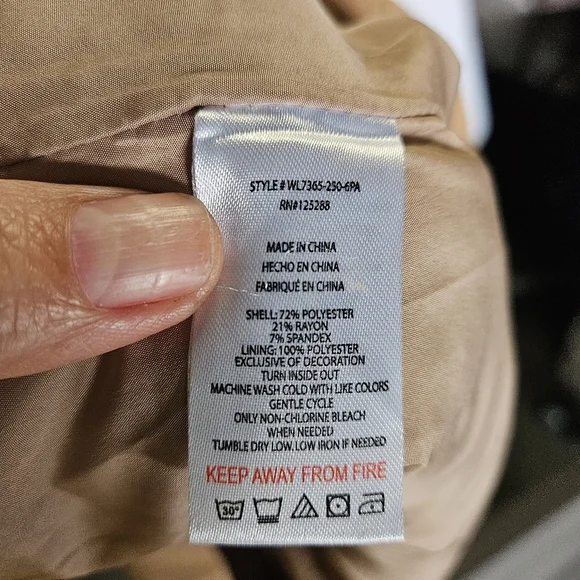 STYLE # WL7365-250-6PA
RN#125288
MADE IN CHINA
HECHO EN CHINA
FABRIQUÉ EN CHINA
SHELL: 72% POLYESTER
21% RAYON
7% SPANDEX
LINING: 100% POLYESTER
EXCLUSIVE OF DECORATION
TURN INSIDE OUT
MACHINE WASH COLD WITH LIKE COLORS
GENTLE CYCLE
ONLY NON-CHLORINE BLEACH
WHEN NEEDED
TUMBLE DRY LOW. LOW IRON IF NEEDED
KEEP AWAY FROM FIRE
30°